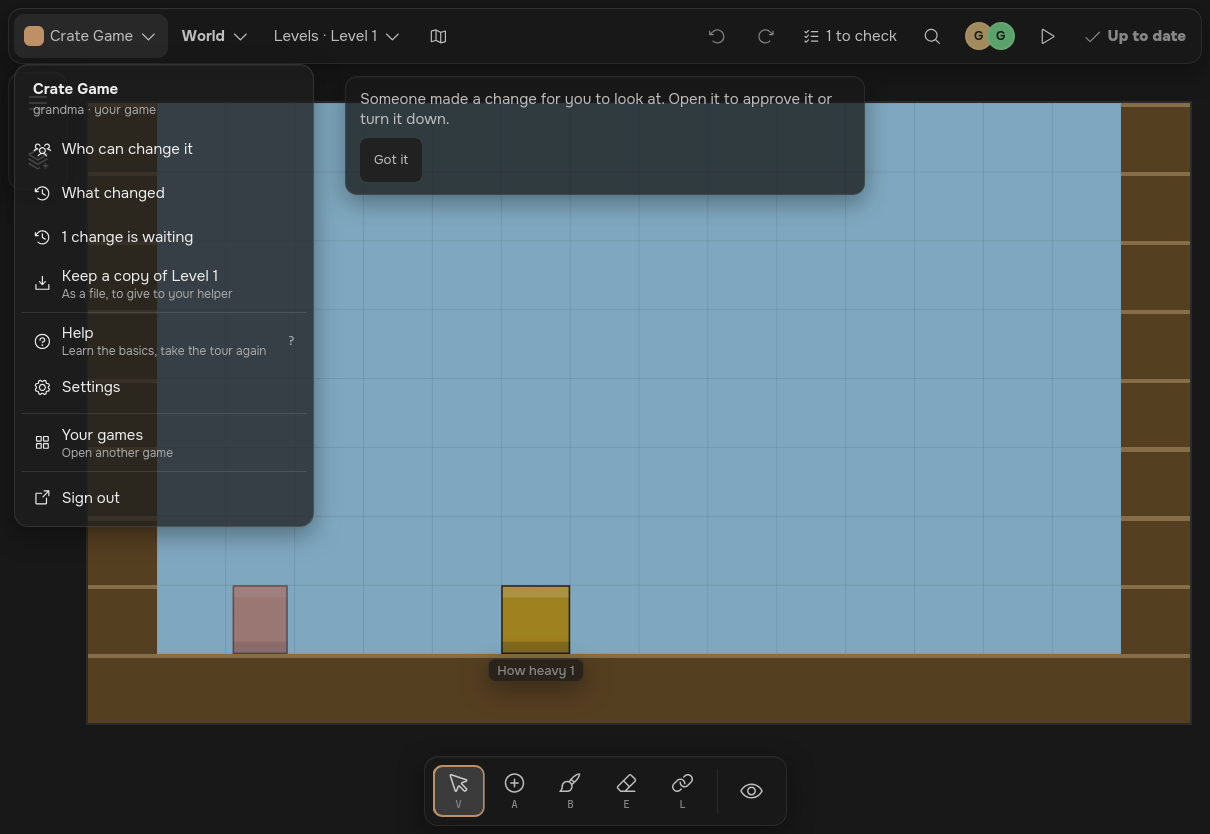 Crate Game
World
Levels · Level 1
1 to check
G
G
Up to date
Crate Game
grandma · your game
Who can change it
What changed
1 change is waiting
Keep a copy of Level 1
As a file, to give to your helper
Help
Learn the basics, take the tour again
?
Settings
Your games
Open another game
Sign out
Someone made a change for you to look at. Open it to approve it or
turn it down.
Got it
How heavy 1
V
A
B
E
L